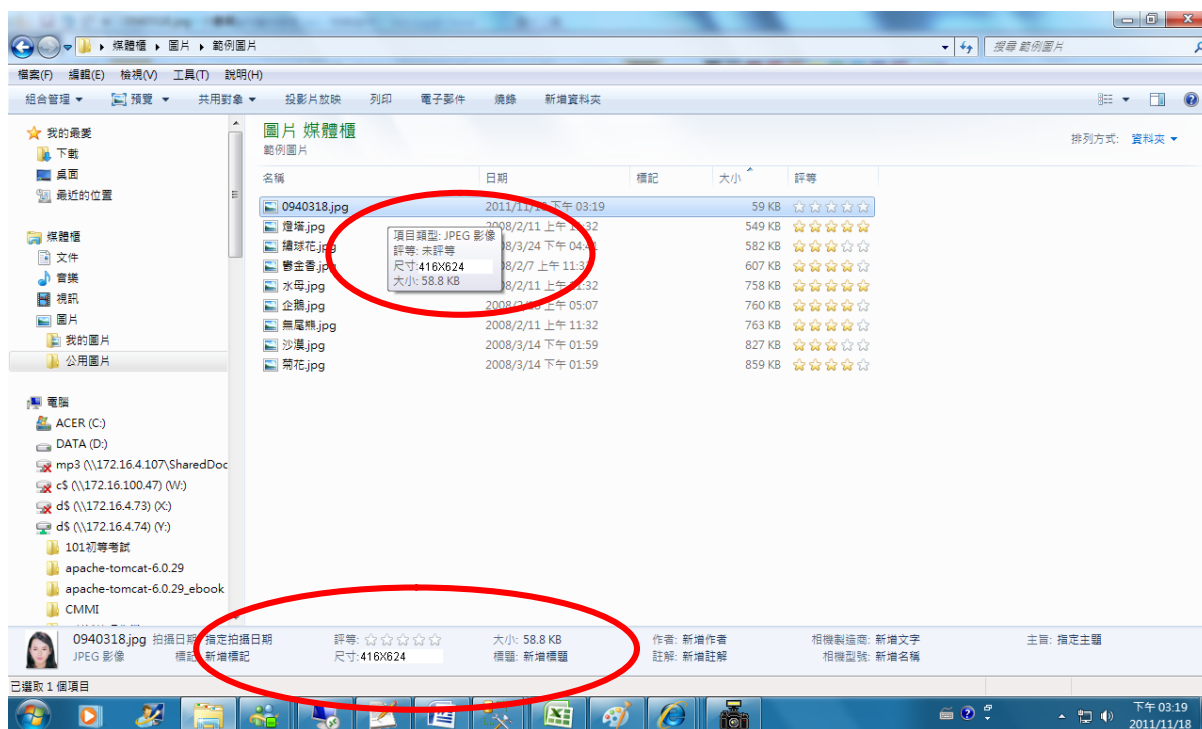 媒體櫃 ▸ 圖片 ▸ 範例圖片
搜尋 範例圖片
檔案(F) 編輯(E) 檢視(V) 工具(T) 說明(H)
組合管理 預覽 共用對象 投影片放映 列印 電子郵件 燒錄 新增資料夾
我的最愛
下載
桌面
最近的位置
媒體櫃
文件
音樂
視訊
圖片
我的圖片
公用圖片
電腦
ACER (C:)
DATA (D:)
mp3 (\\172.16.4.107\SharedDoc
c$ (\\172.16.100.47) (W:)
d$ (\\172.16.4.73) (X:)
d$ (\\172.16.4.74) (Y:)
101初等考試
apache-tomcat-6.0.29
apache-tomcat-6.0.29_ebook
CMMI
圖片 媒體櫃
範例圖片
排列方式: 資料夾
名稱 日期 標記 大小 評等
0940318.jpg 2011/11/18 下午 03:19 59 KB
燈塔.jpg 2008/2/11 上午 11:32 549 KB
繡球花.jpg 2008/3/24 下午 04:41 582 KB
鬱金香.jpg 2008/2/7 上午 607 KB
水母.jpg 2008/2/11 上午 11:32 758 KB
企鵝.jpg 上午 05:07 760 KB
無尾熊.jpg 2008/2/11 上午 11:32 763 KB
沙漠.jpg 2008/3/14 下午 01:59 827 KB
菊花.jpg 2008/3/14 下午 01:59 859 KB
項目類型: JPEG 影像
評等: 未評等
尺寸:416X624
大小: 58.8 KB
0940318.jpg 拍攝日期: 指定拍攝日期 評等: 大小: 58.8 KB 作者: 新增作者 相機製造商: 新增文字 主旨: 指定主題
JPEG 影像 標記: 新增標記 尺寸:416X624 標題: 新增標題 註解: 新增註解 相機型號: 新增名稱
已選取 1 個項目
下午 03:19
2011/11/18